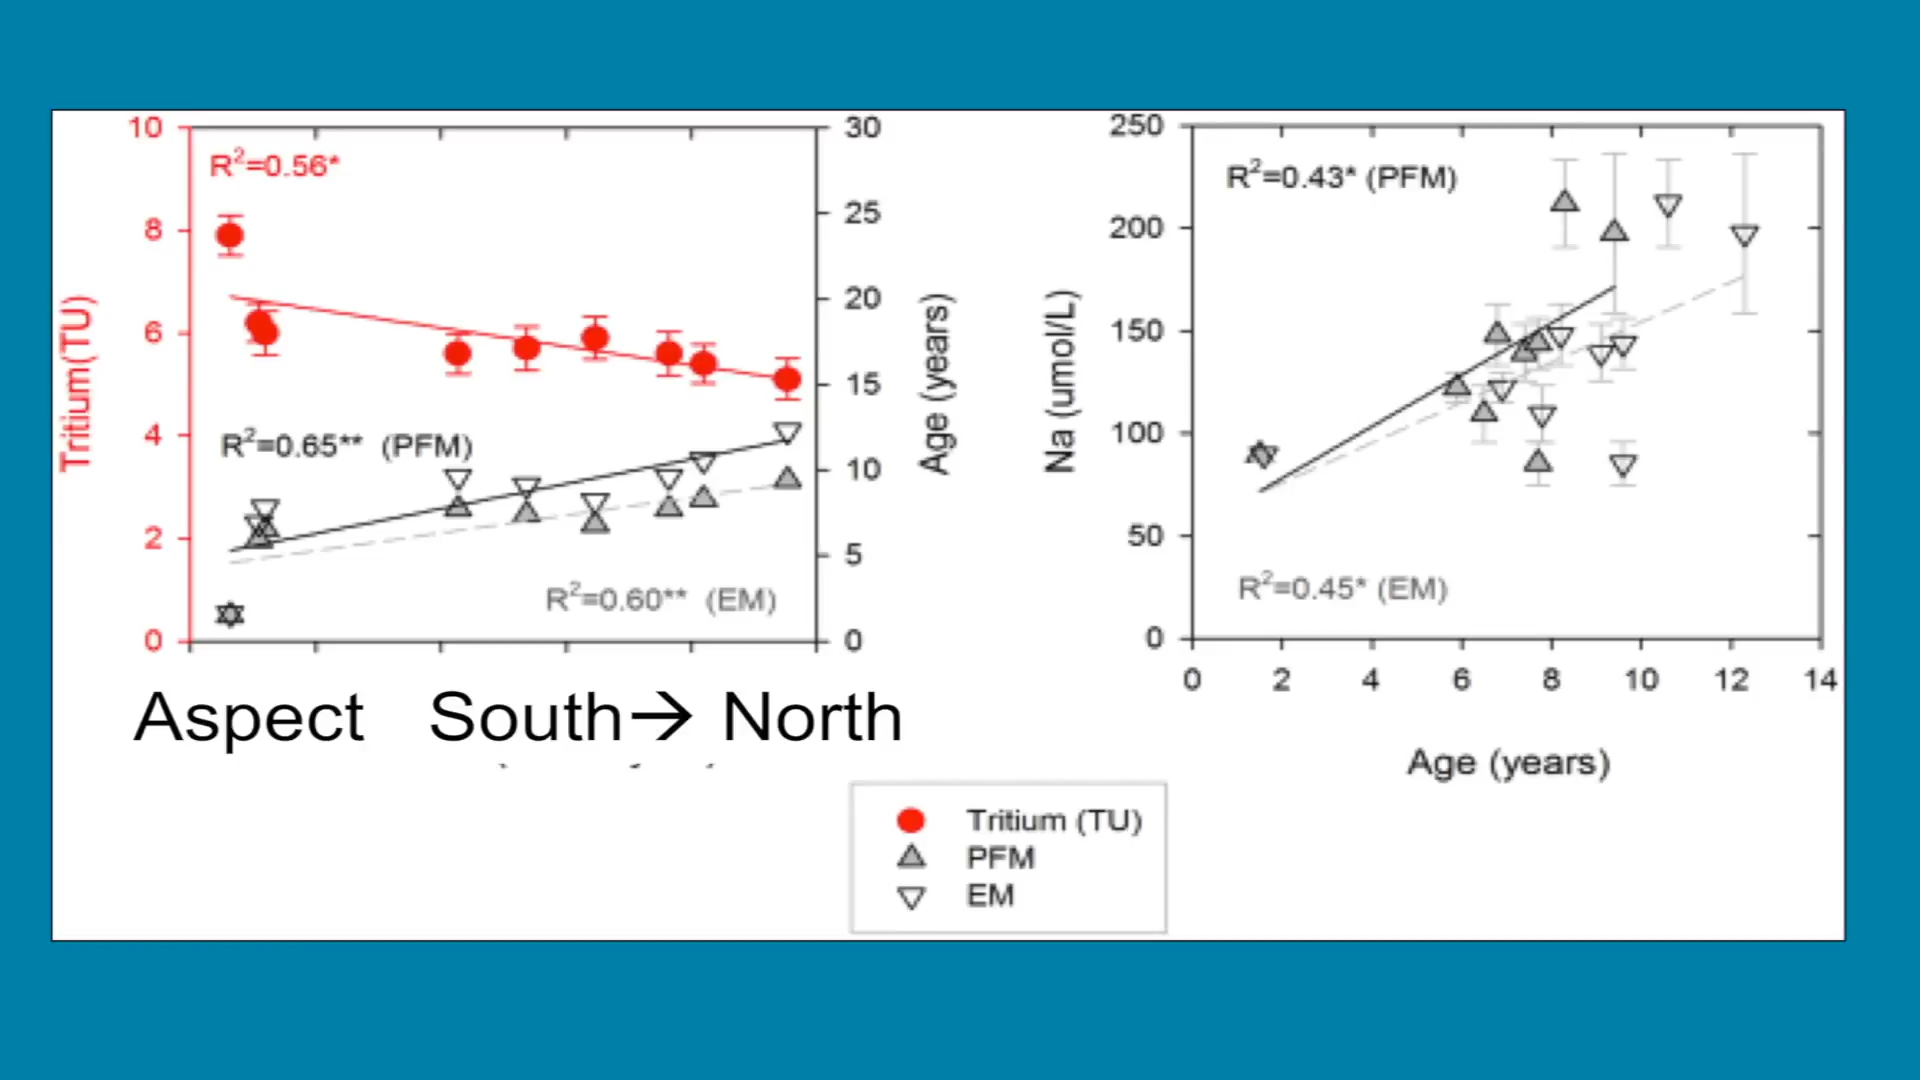 10
8
6
4
2
0
Tritium(TU)
R²=0.56*
R²=0.65** (PFM)
R²=0.60** (EM)
30
25
20
15
10
5
0
Age (years)
Aspect South→ North
250
200
150
100
50
0
Na (umol/L)
R²=0.43* (PFM)
R²=0.45* (EM)
0 2 4 6 8 10 12 14
Age (years)
Tritium (TU)
PFM
EM